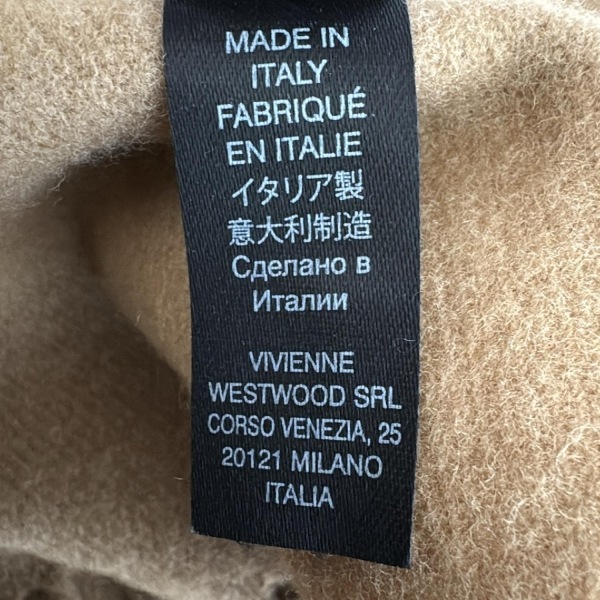 MADE IN
ITALY
FABRIQUÉ
EN ITALIE
イタリア製
意大利制造
Сделано в
Италии
VIVIENNE
WESTWOOD SRL
CORSO VENEZIA, 25
20121 MILANO
ITALIA